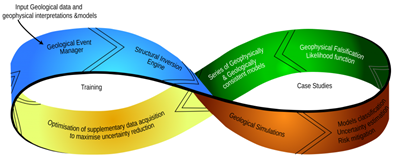 Input Geological data and
geophysical interpretations &models
Geological Event
Manager
Structural Inversion
Engine
Series of Geophysically
& Geologically
consistent models
Geophysical Falsification
Likelihood function
Training
Case Studies
Optimisation of supplementary data acquisition
to maximise uncertainty reduction
Geological Simulations
Models classification
Uncertainty
Risk mitigation